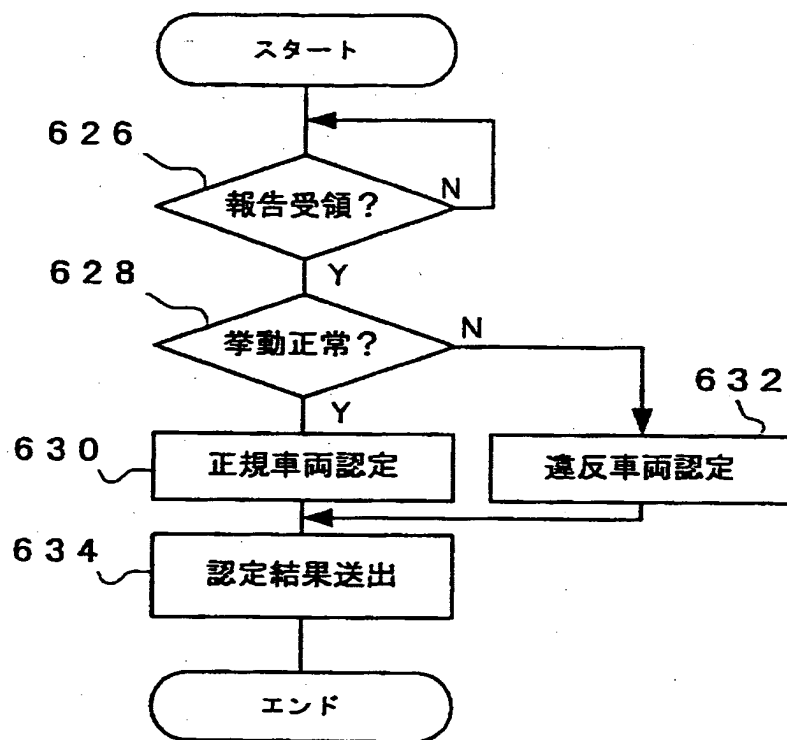 スタート
626
報告受領?
N
Y
628
挙動正常?
N
Y
632
630
正規車両認定
違反車両認定
634
認定結果送出
エンド